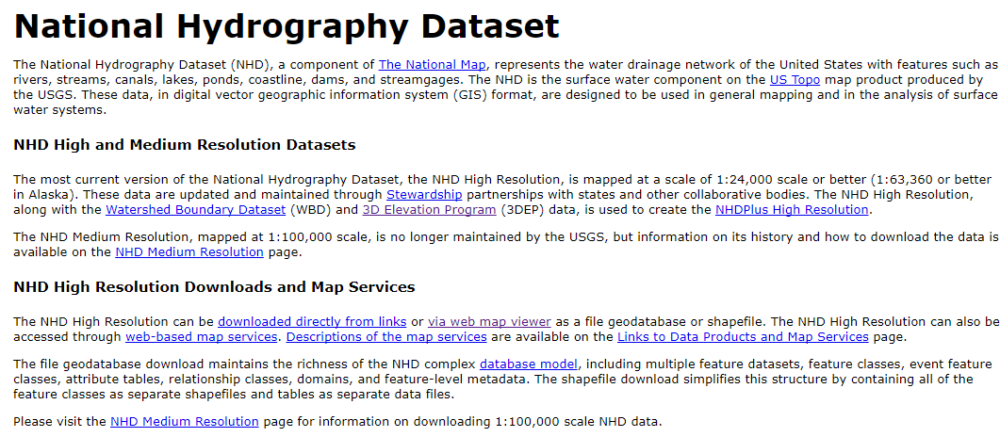 National Hydrography Dataset
The National Hydrography Dataset (NHD), a component of The National Map, represents the water drainage network of the United States with features such as
rivers, streams, canals, lakes, ponds, coastline, dams, and streamgages. The NHD is the surface water component on the US Topo map product produced by
the USGS. These data, in digital vector geographic information system (GIS) format, are designed to be used in general mapping and in the analysis of surface
water systems.
NHD High and Medium Resolution Datasets
The most current version of the National Hydrography Dataset, the NHD High Resolution, is mapped at a scale of 1:24,000 scale or better (1:63,360 or better
in Alaska). These data are updated and maintained through Stewardship partnerships with states and other collaborative bodies. The NHD High Resolution,
along with the Watershed Boundary Dataset (WBD) and 3D Elevation Program (3DEP) data, is used to create the NHDPlus High Resolution.
The NHD Medium Resolution, mapped at 1:100,000 scale, is no longer maintained by the USGS, but information on its history and how to download the data is
available on the NHD Medium Resolution page.
NHD High Resolution Downloads and Map Services
The NHD High Resolution can be downloaded directly from links or via web map viewer as a file geodatabase or shapefile. The NHD High Resolution can also be
accessed through web-based map services. Descriptions of the map services are available on the Links to Data Products and Map Services page.
The file geodatabase download maintains the richness of the NHD complex database model, including multiple feature datasets, feature classes, event feature
classes, attribute tables, relationship classes, domains, and feature-level metadata. The shapefile download simplifies this structure by containing all of the
feature classes as separate shapefiles and tables as separate data files.
Please visit the NHD Medium Resolution page for information on downloading 1:100,000 scale NHD data.